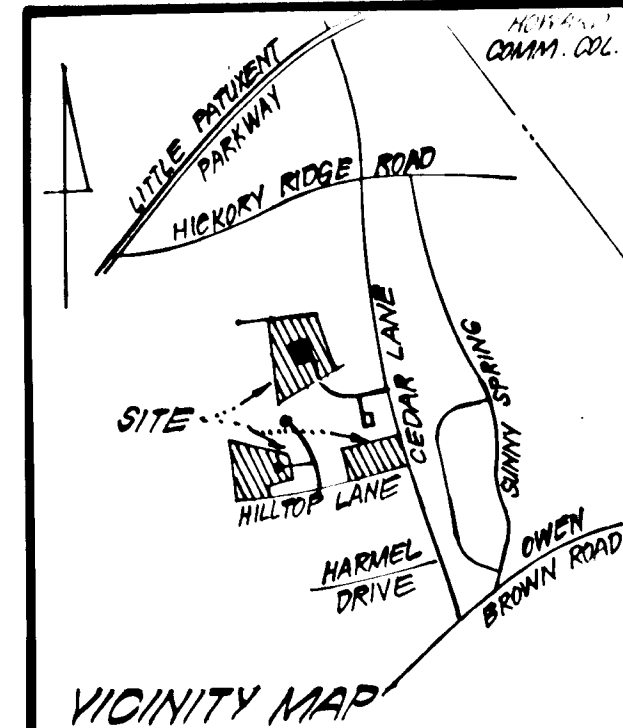 HOWARD
COMM. COL.
LITTLE PATUXENT
PARKWAY
HICKORY RIDGE ROAD
CEDAR LANE
SUNNY SPRING
SITE
HILLTOP LANE
HARMEL
DRIVE
OWEN
BROWN ROAD
VICINITY MAP